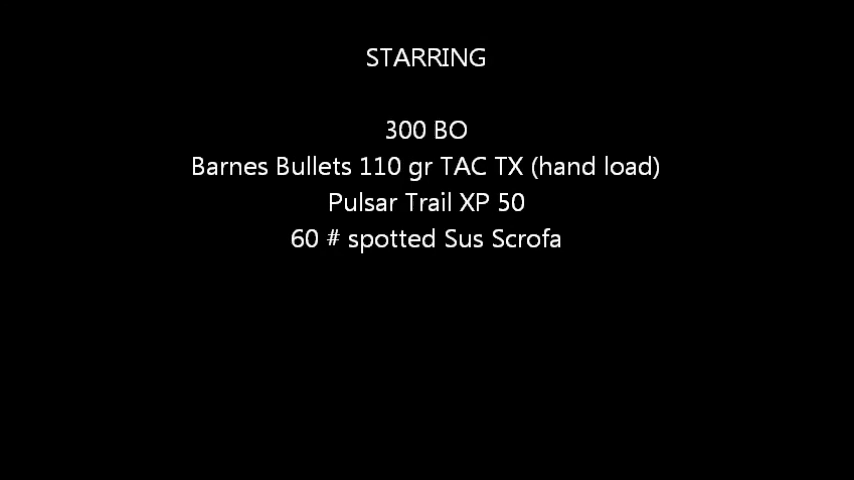 STARRING
300 BO
Barnes Bullets 110 gr TAC TX (hand load)
Pulsar Trail XP 50
60 # spotted Sus Scrofa